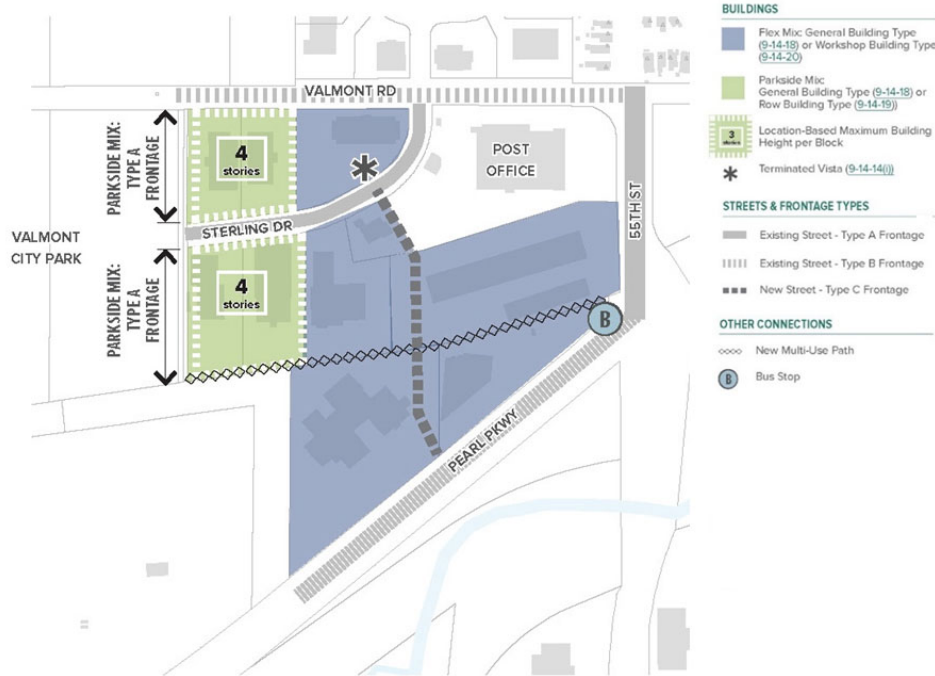 VALMONT RD
PARKSIDE MIX:
TYPE A
FRONTAGE
4
stories
POST
OFFICE
STERLING DR
55TH ST
VALMONT
CITY PARK
PARKSIDE MIX:
TYPE A
FRONTAGE
4
stories
B
PEARL PKWY
BUILDINGS
Flex Mix: General Building Type
(9-14-18) or Workshop Building Type
(9-14-20)
Parkside Mix:
General Building Type (9-14-18) or
Row Building Type (9-14-19))
3
stories
Location-Based Maximum Building
Height per Block
Terminated Vista (9-14-14(i))
STREETS & FRONTAGE TYPES
Existing Street - Type A Frontage
Existing Street - Type B Frontage
New Street - Type C Frontage
OTHER CONNECTIONS
New Multi-Use Path
B
Bus Stop